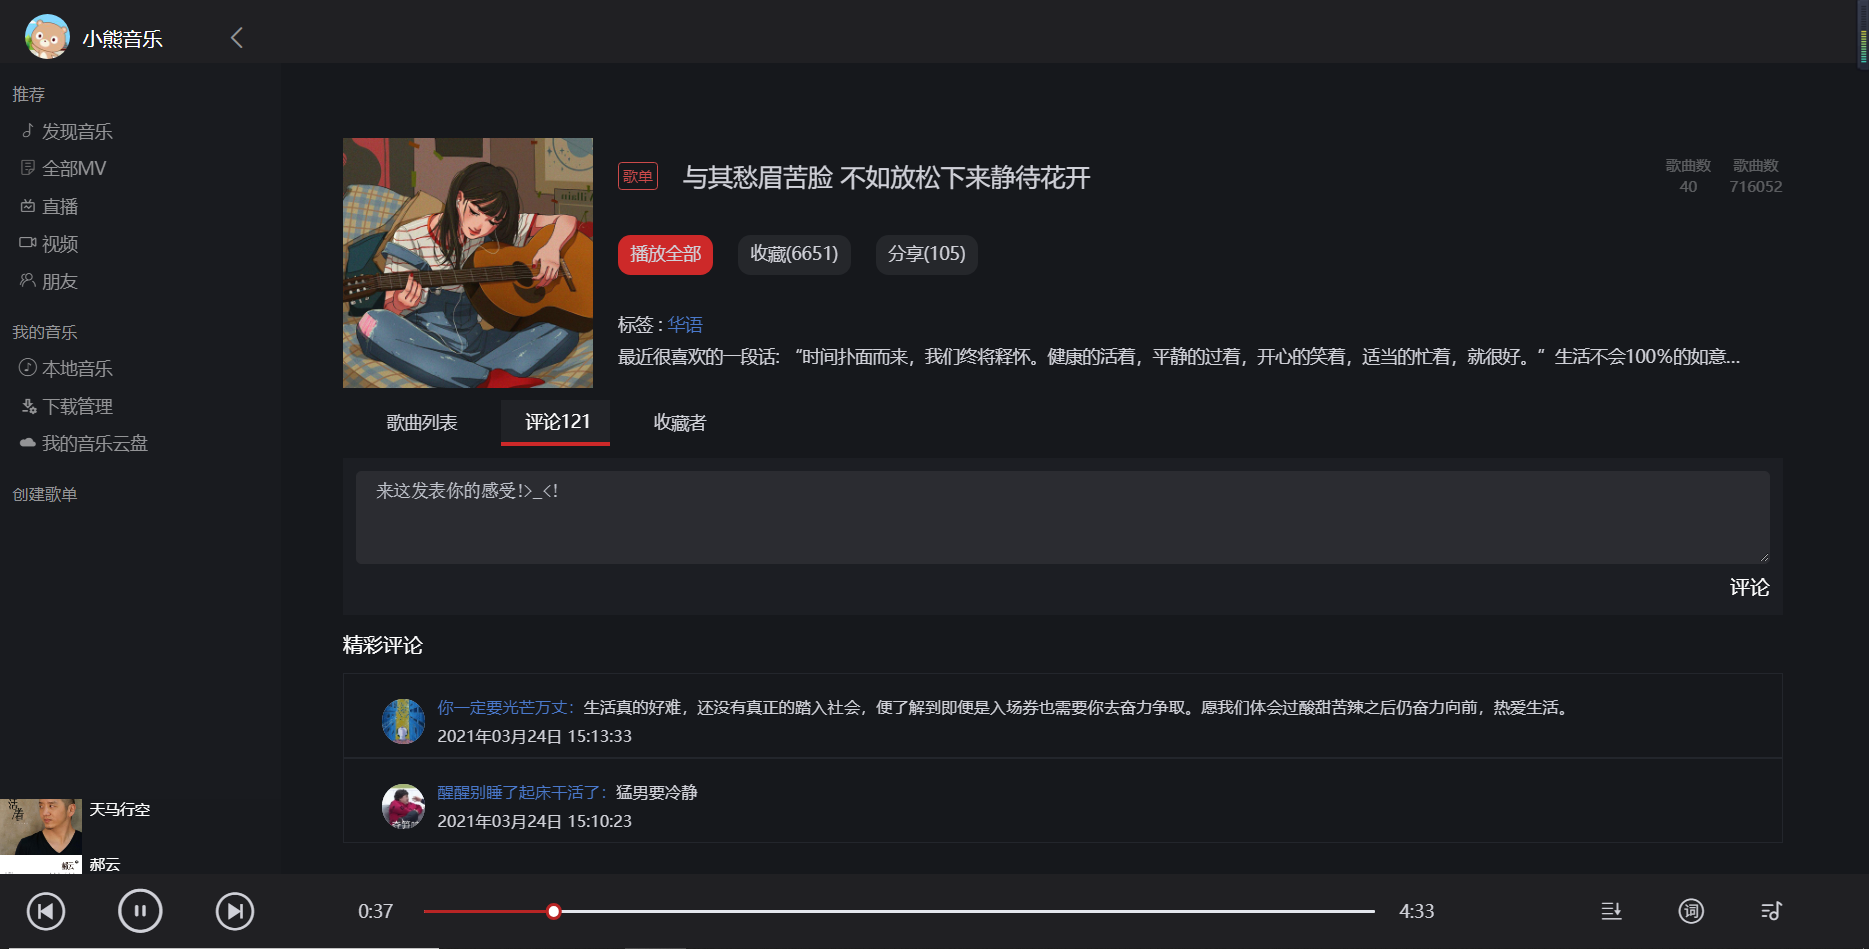 小熊音乐
推荐
发现音乐
全部MV
直播
视频
朋友
我的音乐
本地音乐
下载管理
我的音乐云盘
创建歌单
歌单
与其愁眉苦脸 不如放松下来静待花开
歌曲数 歌曲数
40 716052
播放全部 收藏(6651) 分享(105)
标签 : 华语
最近很喜欢的一段话:“时间扑面而来，我们终将释怀。健康的活着，平静的过着，开心的笑着，适当的忙着，就很好。”生活不会100%的如意...
歌曲列表 评论121 收藏者
来这发表你的感受!>_<!
评论
精彩评论
你一定要光芒万丈：生活真的好难，还没有真正的踏入社会，便了解到即便是入场券也需要你去奋力争取。愿我们体会过酸甜苦辣之后仍奋力向前，热爱生活。
2021年03月24日 15:13:33
醒醒别睡了起床干活了：猛男要冷静
2021年03月24日 15:10:23
活着
郝云
天马行空
郝云
0:37 4:33
词